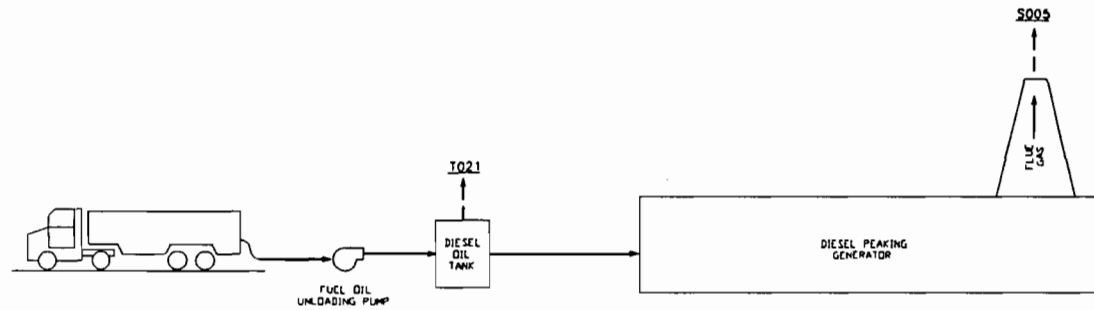 S005
FLUE
GAS
T021
DIESEL
OIL
TANK
DIESEL PEAKING
GENERATOR
FUEL OIL
UNLOADING PUMP